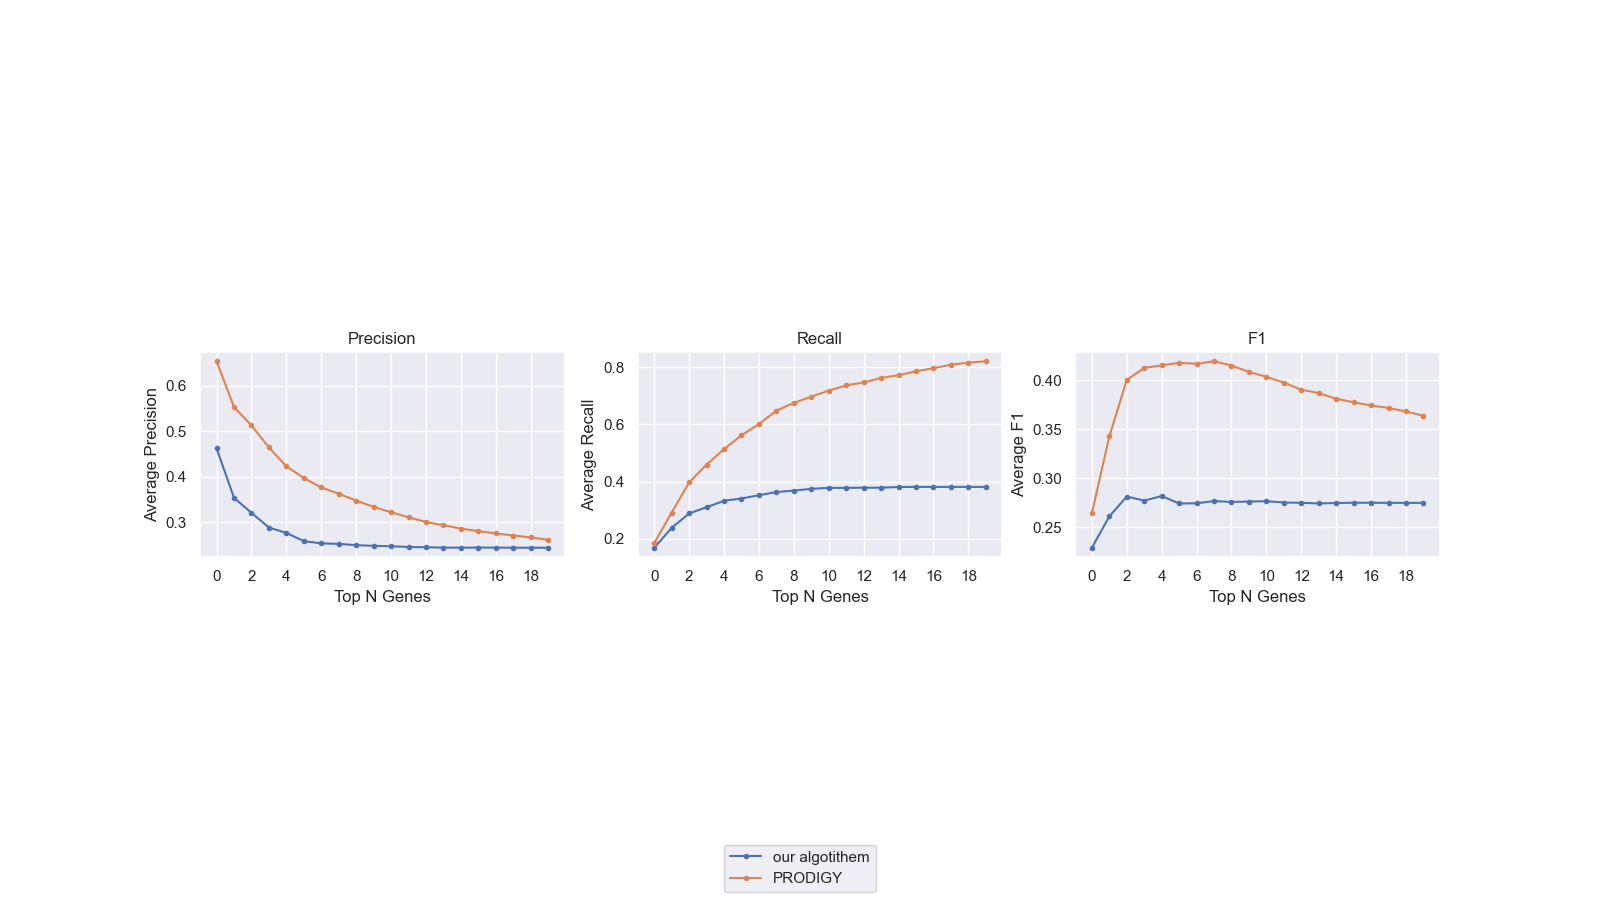 Precision
Average Precision
0.6
0.5
0.4
0.3
0 2 4 6 8 10 12 14 16 18
Top N Genes
Recall
Average Recall
0.8
0.6
0.4
0.2
0 2 4 6 8 10 12 14 16 18
Top N Genes
F1
Average F1
0.40
0.35
0.30
0.25
0 2 4 6 8 10 12 14 16 18
Top N Genes
our algotithem
PRODIGY